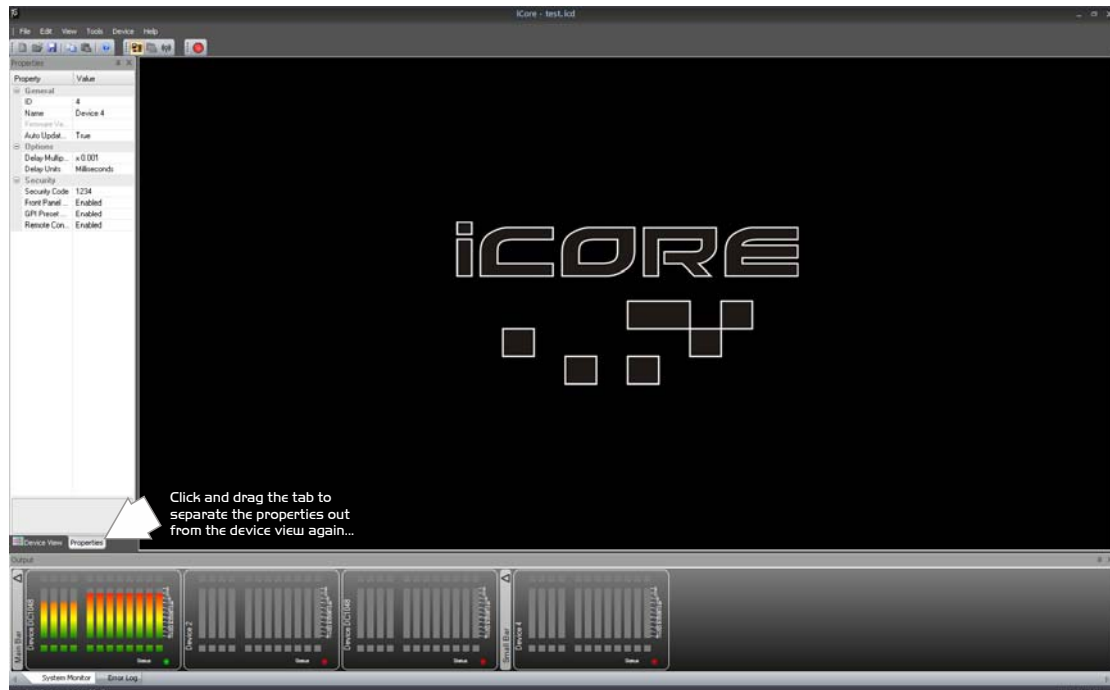 iCore - test.icd
File Edit View Tools Device Help
Properties
Property Value
General
ID 4
Name Device 4
Firmware Ve...
Auto Updat... True
Options
Delay Multip... x 0.001
Delay Units Milliseconds
Security
Security Code 1234
Front Panel ... Enabled
GPI Preset ... Enabled
Remote Con... Enabled
iCORE
Click and drag the tab to
separate the properties out
from the device view again...
Device View Properties
Output
Main Bar
Device DC1048
Status
Device 2
Status
Device DC1048
Status
Small Bar
Device 4
Status
System Monitor Error Log